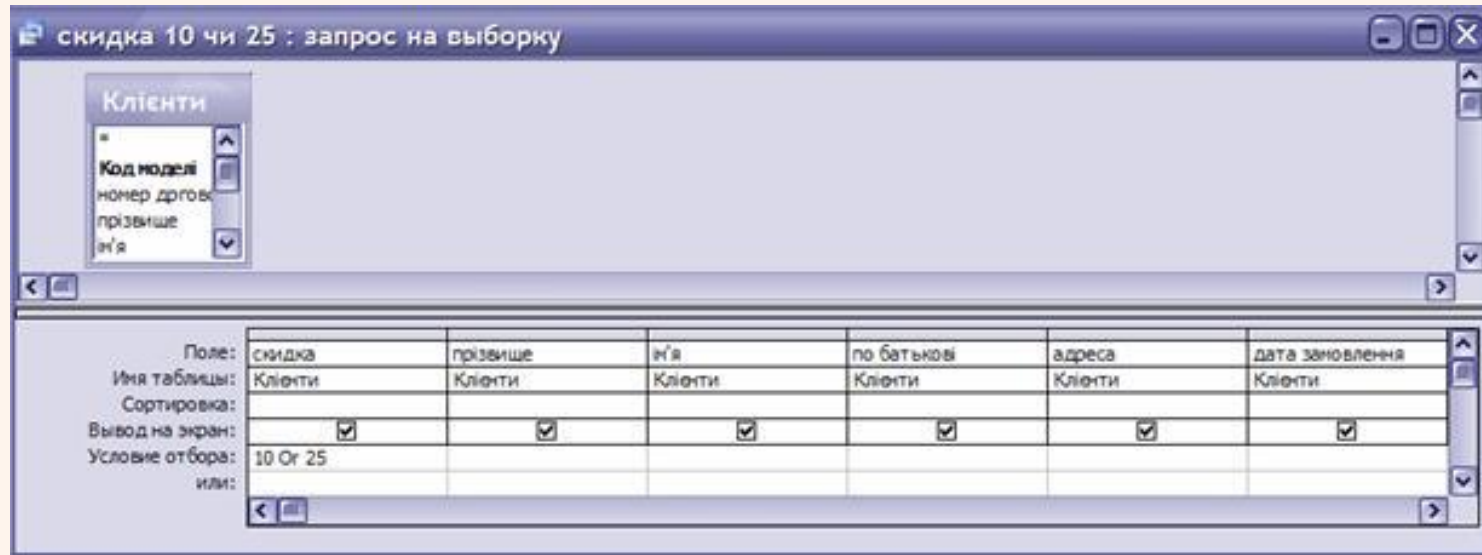 скидка 10 чи 25 : запрос на выборку
Клієнти
*
Код моделі
номер дргово
прізвище
ім'я
Поле: скидка прізвище ім'я по батькові адреса дата замовлення
Имя таблицы: Клієнти Клієнти Клієнти Клієнти Клієнти Клієнти
Сортировка:
Вывод на экран:
Условие отбора: 10 Or 25
или: